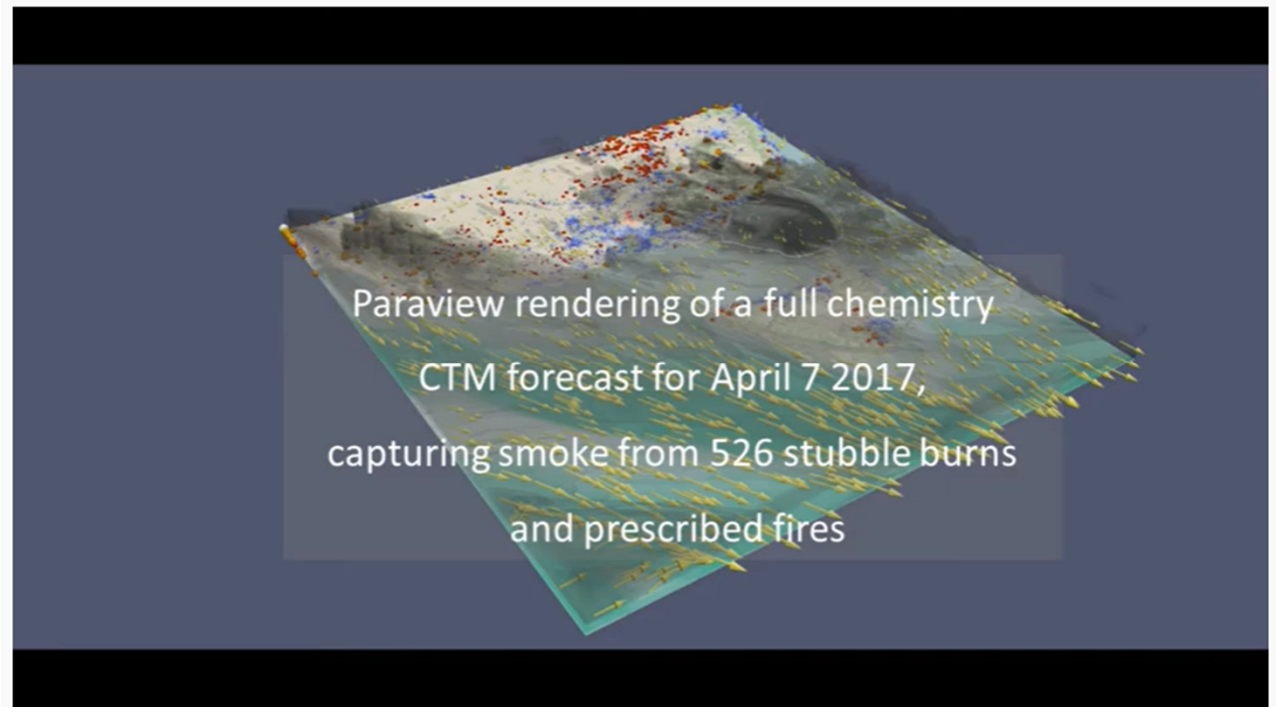 Paraview rendering of a full chemistry
CTM forecast for April 7 2017,
capturing smoke from 526 stubble burns
and prescribed fires